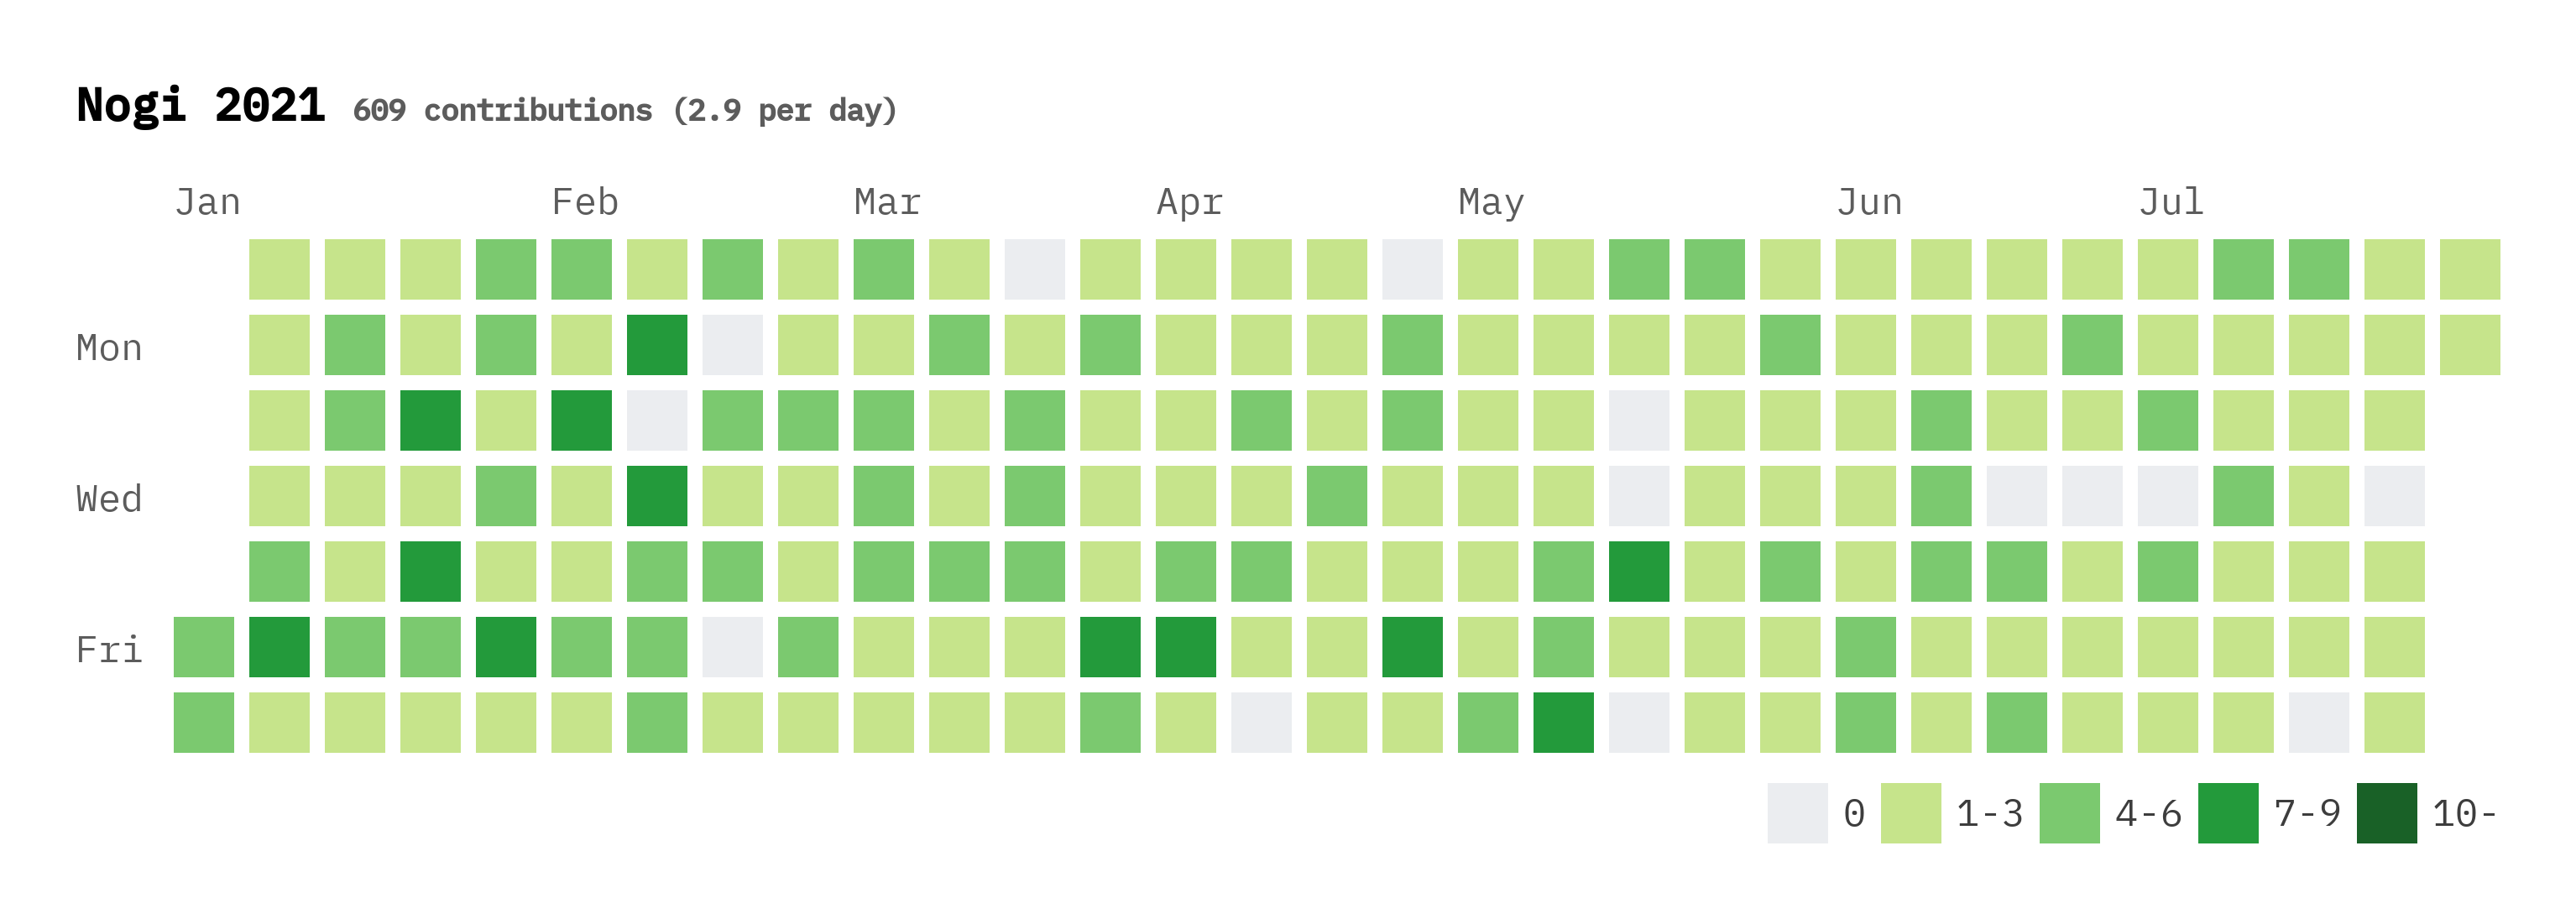 Nogi 2021 609 contributions (2.9 per day)
Jan Feb Mar Apr May Jun Jul
Mon
Wed
Fri
0 1-3 4-6 7-9 10-